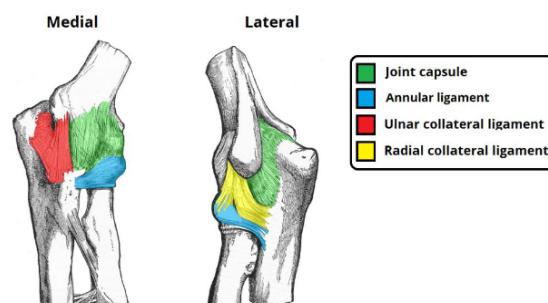 Medial
Lateral
Joint capsule
Annular ligament
Ulnar collateral ligament
Radial collateral ligament